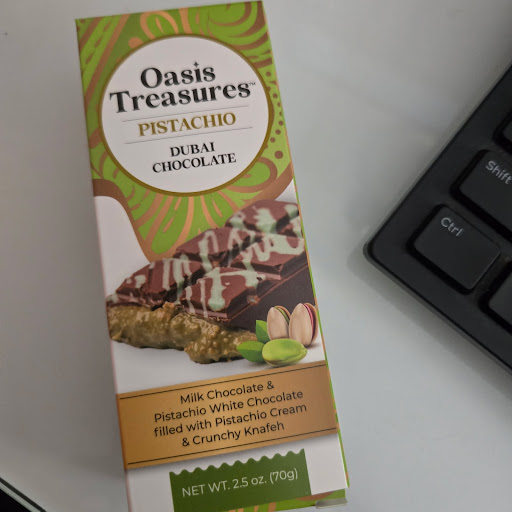 Oasis
Treasures™
PISTACHIO
DUBAI
CHOCOLATE
Milk Chocolate &
Pistachio White Chocolate
filled with Pistachio Cream
& Crunchy Knafeh
NET WT. 2.5 oz. (70g)
Shift
Ctrl